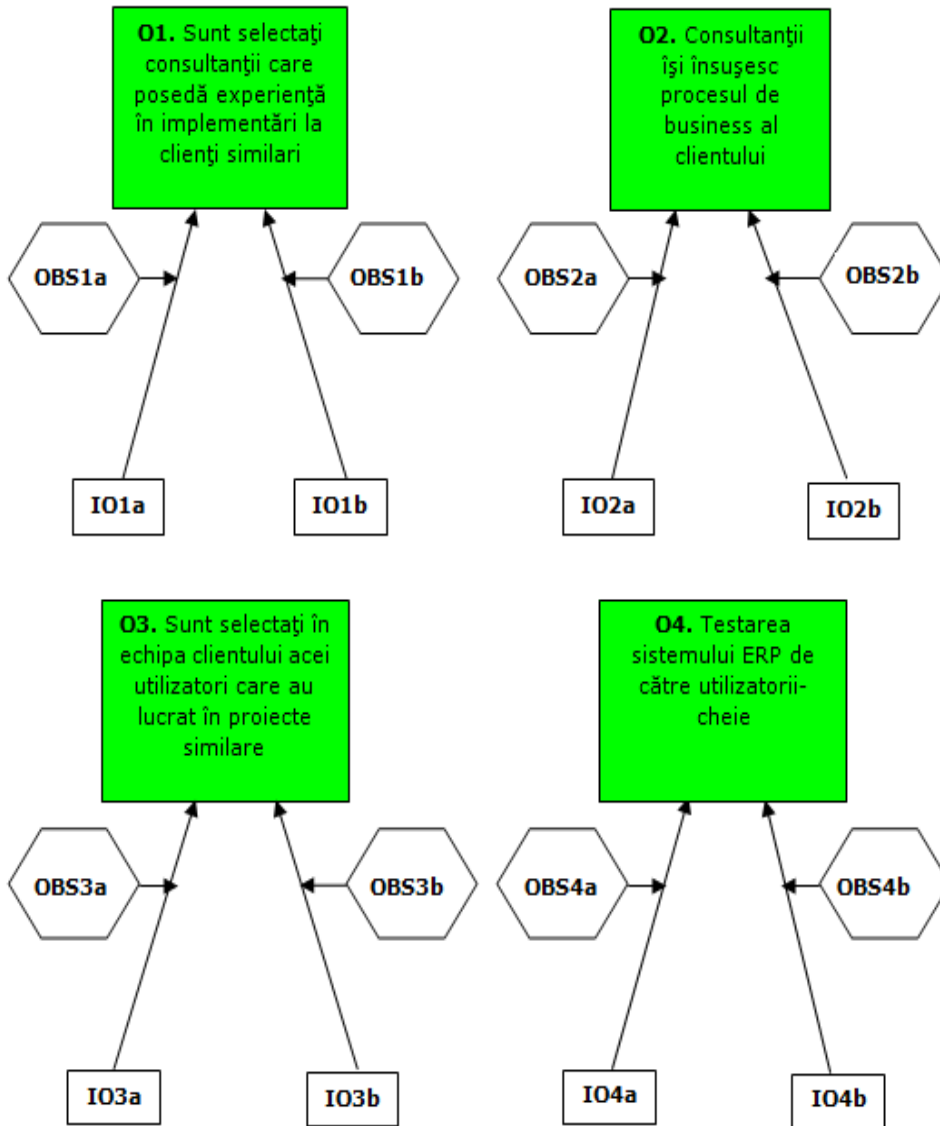 O1. Sunt selectaţi
consultanţii care
posedă experienţă
în implementări la
clienţi similari
O2. Consultanţii
îşi însuşesc
procesul de
business al
clientului
OBS1a
OBS1b
OBS2a
OBS2b
IO1a
IO1b
IO2a
IO2b
O3. Sunt selectaţi în
echipa clientului acei
utilizatori care au
lucrat în proiecte
similare
O4. Testarea
sistemului ERP de
către utilizatorii-
cheie
OBS3a
OBS3b
OBS4a
OBS4b
IO3a
IO3b
IO4a
IO4b